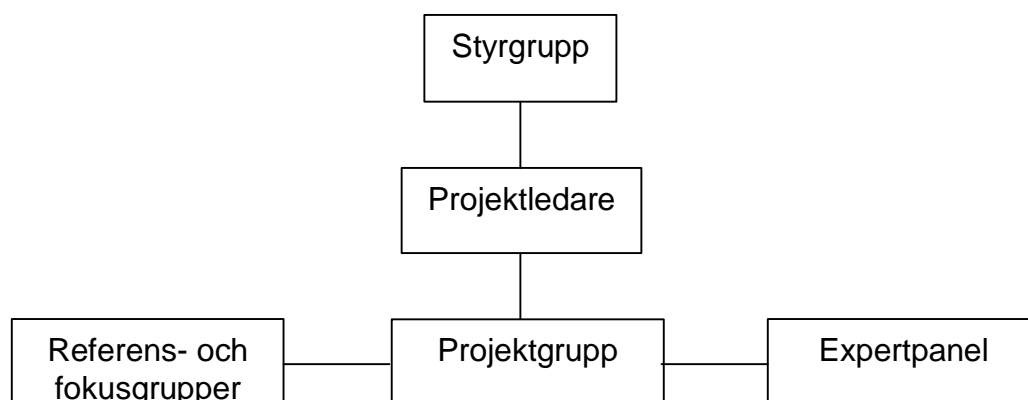 Styrgrupp
Projektledare
Referens- och
fokusgrupper
Projektgrupp
Expertpanel